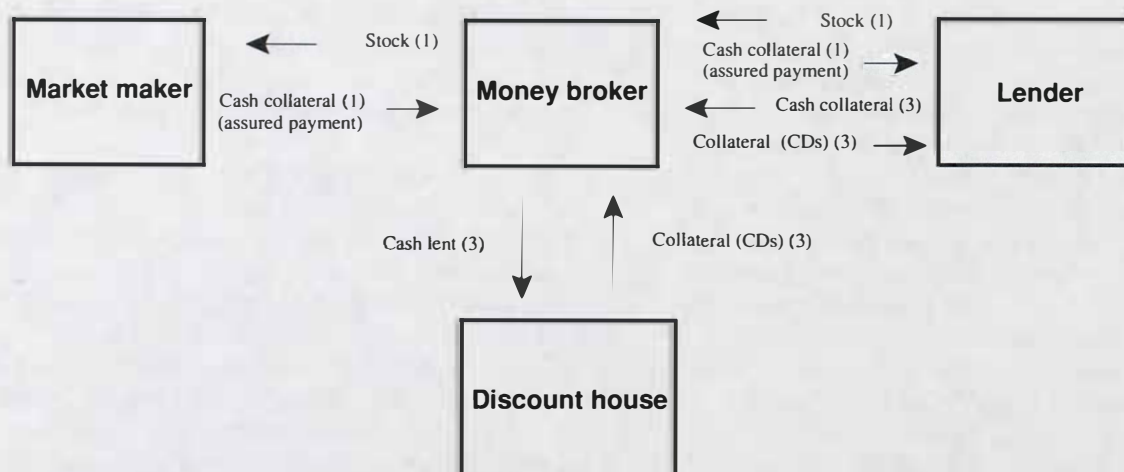 Stock (1)
Stock (1)
Cash collateral (1)
(assured payment)
Market maker
Cash collateral (1)
(assured payment)
Money broker
Cash collateral (3)
Lender
Collateral (CDs) (3)
Cash lent (3)
Collateral (CDs) (3)
Discount house